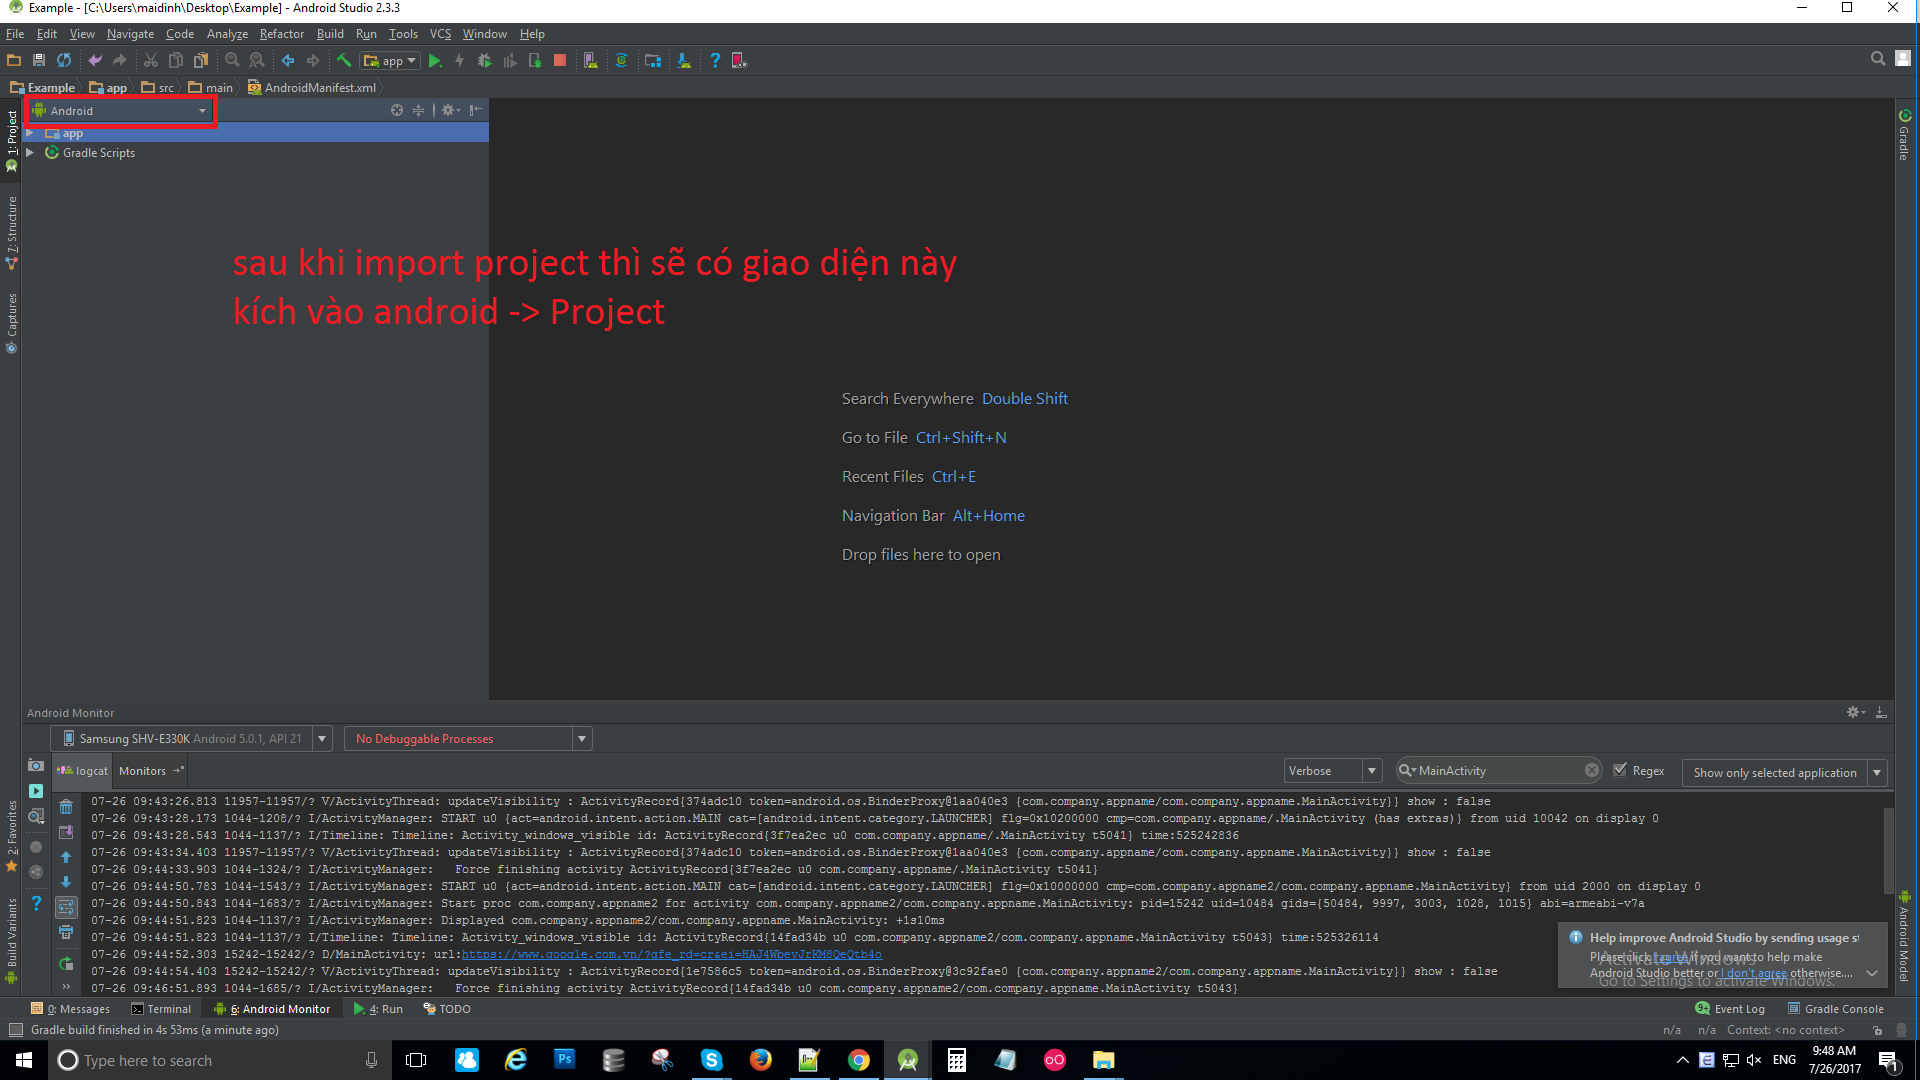 Example - [C:\Users\maidinh\Desktop\Example] - Android Studio 2.3.3
File Edit View Navigate Code Analyze Refactor Build Run Tools VCS Window Help
app
Example app src main AndroidManifest.xml
Android
app
Gradle Scripts
1: Project
7: Structure
Captures
2: Favorites
Build Variants
Gradle
Android Model
sau khi import project thì sẽ có giao diện này
kích vào android -> Project
Search Everywhere Double Shift
Go to File Ctrl+Shift+N
Recent Files Ctrl+E
Navigation Bar Alt+Home
Drop files here to open
Android Monitor
Samsung SHV-E330K Android 5.0.1, API 21 No Debuggable Processes
logcat Monitors Verbose MainActivity Regex Show only selected application
07-26 09:43:26.813 11957-11957/? V/ActivityThread: updateVisibility : ActivityRecord{374adc10 token=android.os.BinderProxy@1aa040e3 {com.company.appname/com.company.appname.MainActivity}} show : false
07-26 09:43:28.173 1044-1208/? I/ActivityManager: START u0 {act=android.intent.action.MAIN cat=[android.intent.category.LAUNCHER] flg=0x10200000 cmp=com.company.appname/.MainActivity (has extras)} from uid 10042 on display 0
07-26 09:43:28.543 1044-1137/? I/Timeline: Timeline: Activity_windows_visible id: ActivityRecord{3f7ea2ec u0 com.company.appname/.MainActivity t5041} time:525242836
07-26 09:43:34.403 11957-11957/? V/ActivityThread: updateVisibility : ActivityRecord{374adc10 token=android.os.BinderProxy@1aa040e3 {com.company.appname/com.company.appname.MainActivity}} show : false
07-26 09:44:33.903 1044-1324/? I/ActivityManager:   Force finishing activity ActivityRecord{3f7ea2ec u0 com.company.appname/.MainActivity t5041}
07-26 09:44:50.783 1044-1543/? I/ActivityManager: START u0 {act=android.intent.action.MAIN cat=[android.intent.category.LAUNCHER] flg=0x10000000 cmp=com.company.appname2/com.company.appname.MainActivity} from uid 2000 on display 0
07-26 09:44:50.843 1044-1683/? I/ActivityManager: Start proc com.company.appname2 for activity com.company.appname2/com.company.appname.MainActivity: pid=15242 uid=10484 gids={50484, 9997, 3003, 1028, 1015} abi=armeabi-v7a
07-26 09:44:51.823 1044-1137/? I/ActivityManager: Displayed com.company.appname2/com.company.appname.MainActivity: +1s10ms
07-26 09:44:51.823 1044-1137/? I/Timeline: Timeline: Activity_windows_visible id: ActivityRecord{14fad34b u0 com.company.appname2/com.company.appname.MainActivity t5043} time:525326114
07-26 09:44:52.303 15242-15242/? D/MainActivity: url:https://www.google.com.vn/?gfe_rd=cr&ei=HAJ4WbeyJrKM8QeQtb4o
07-26 09:44:54.403 15242-15242/? V/ActivityThread: updateVisibility : ActivityRecord{1e7586c5 token=android.os.BinderProxy@3c92fae0 {com.company.appname2/com.company.appname.MainActivity}} show : false
07-26 09:46:51.893 1044-1685/? I/ActivityManager:   Force finishing activity ActivityRecord{14fad34b u0 com.company.appname2/com.company.appname.MainActivity t5043}
Help improve Android Studio by sending usage st
Please click I agree if you want to help make
Android Studio better or I don't agree otherwise....
Activate Windows
Go to Settings to activate Windows.
0: Messages Terminal 6: Android Monitor 4: Run TODO 9+ Event Log Gradle Console
Gradle build finished in 4s 53ms (a minute ago) n/a n/a Context: <no context>
Type here to search
Ps
ENG
9:48 AM
7/26/2017
1